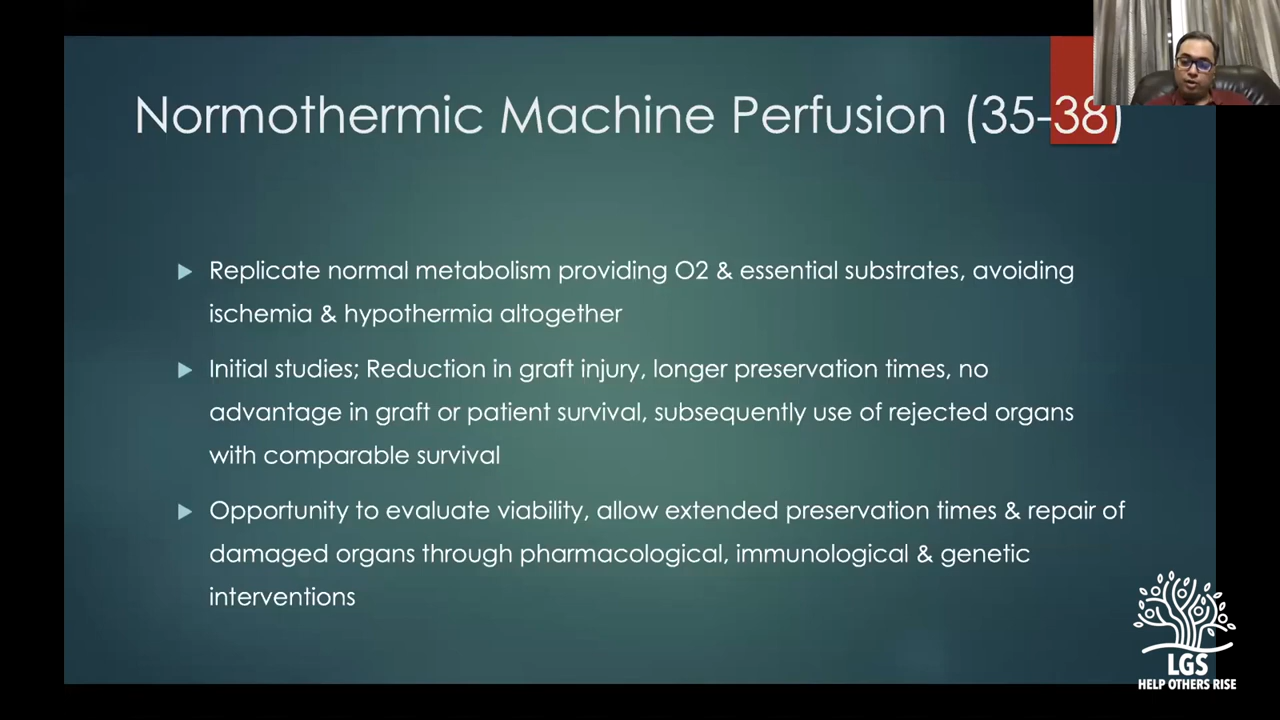 Normothermic Machine Perfusion (35-38)
Replicate normal metabolism providing O2 & essential substrates, avoiding
ischemia & hypothermia altogether
Initial studies; Reduction in graft injury, longer preservation times, no
advantage in graft or patient survival, subsequently use of rejected organs
with comparable survival
Opportunity to evaluate viability, allow extended preservation times & repair of
damaged organs through pharmacological, immunological & genetic
interventions
LGS
HELP OTHERS RISE